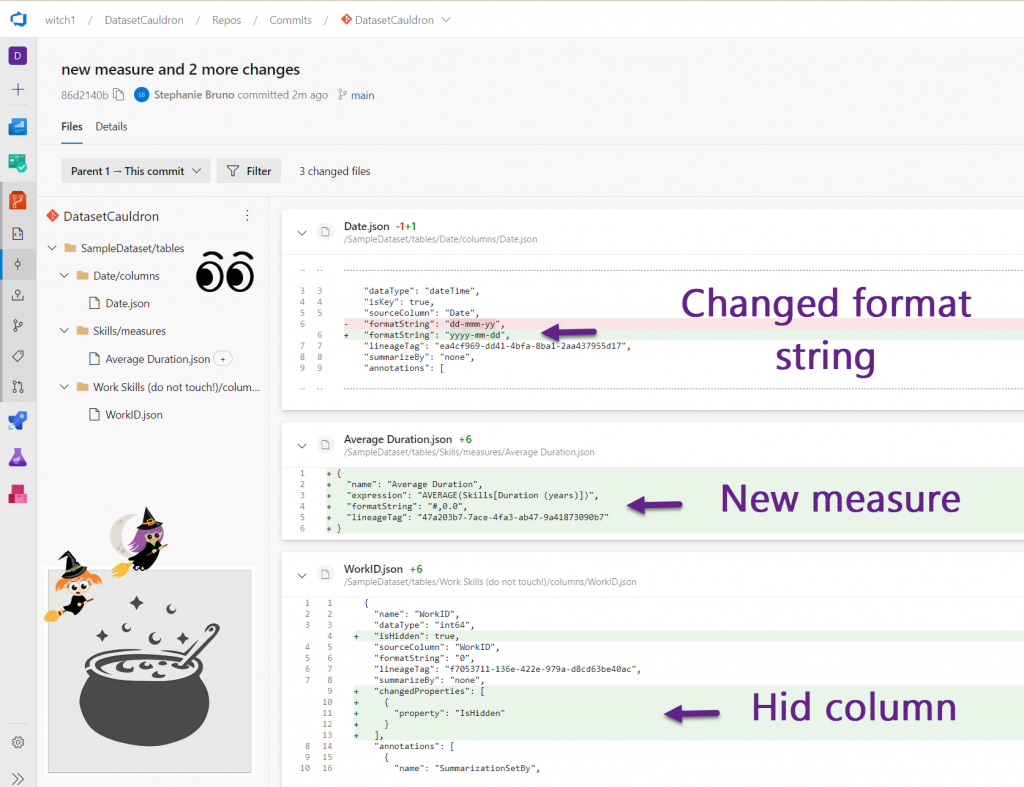 witch1 / DatasetCauldron / Repos / Commits / DatasetCauldron
D
new measure and 2 more changes
86d2140b SB Stephanie Bruno committed 2m ago main
Files Details
Parent 1 → This commit Filter 3 changed files
DatasetCauldron
SampleDataset/tables
Date/columns
Date.json
Skills/measures
Average Duration.json +
Work Skills (do not touch!)/colum...
WorkID.json
Date.json -1+1
/SampleDataset/tables/Date/columns/Date.json
3 3 "dataType": "dateTime",
4 4 "isKey": true,
5 5 "sourceColumn": "Date",
6 - "formatString": "dd-mmm-yy",
6 + "formatString": "yyyy-mm-dd",
7 7 "lineageTag": "ea4cf969-dd41-4bfa-8ba1-2aa437955d17",
8 8 "summarizeBy": "none",
9 9 "annotations": [
Changed format
string
Average Duration.json +6
/SampleDataset/tables/Skills/measures/Average Duration.json
1 + {
2 + "name": "Average Duration",
3 + "expression": "AVERAGE(Skills[Duration (years)])",
4 + "formatString": "#,0.0",
5 + "lineageTag": "47a203b7-7ace-4fa3-ab47-9a41873090b7"
6 + }
New measure
WorkID.json +6
/SampleDataset/tables/Work Skills (do not touch!)/columns/WorkID.json
1 1 {
2 2 "name": "WorkID",
3 3 "dataType": "int64",
4 + "isHidden": true,
4 5 "sourceColumn": "WorkID",
5 6 "formatString": "0",
6 7 "lineageTag": "f7053711-136e-422e-979a-d8cd63be40ac",
7 8 "summarizeBy": "none",
9 + "changedProperties": [
10 + {
11 + "property": "IsHidden"
12 + }
13 + ],
8 14 "annotations": [
9 15 {
10 16 "name": "SummarizationSetBy",
Hid column